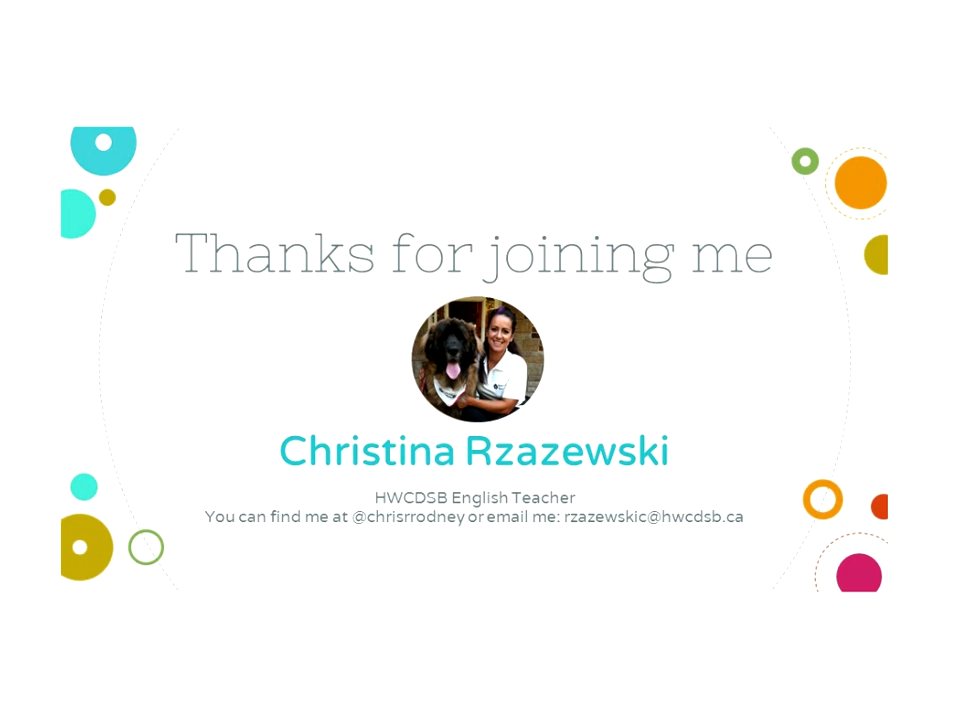 Thanks for joining me
Christina Rzazewski
HWCDSB English Teacher
You can find me at @chrisrrodney or email me: rzazewskic@hwcdsb.ca